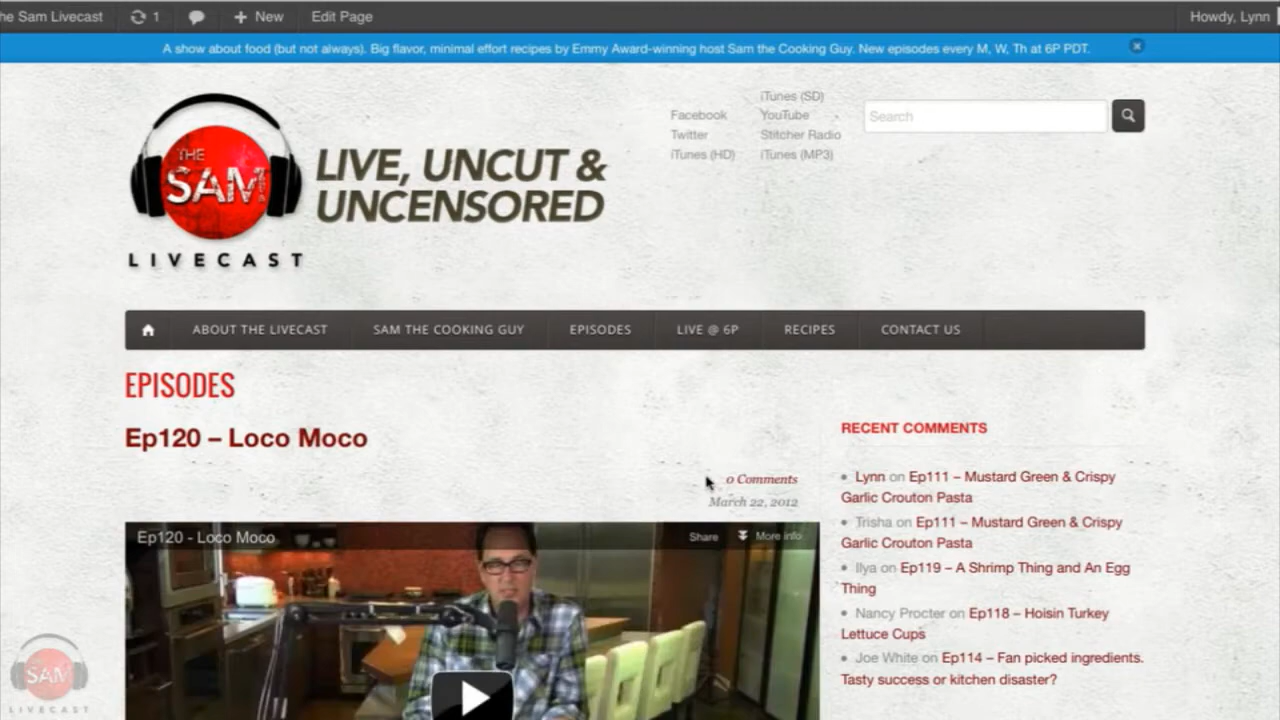 he Sam Livecast 1 New Edit Page Howdy, Lynn
A show about food (but not always). Big flavor, minimal effort recipes by Emmy Award-winning host Sam the Cooking Guy. New episodes every M, W, Th at 6P PDT.
THE
SAM
LIVECAST
LIVE, UNCUT &
UNCENSORED
Facebook
Twitter
iTunes (HD)
iTunes (SD)
YouTube
Stitcher Radio
iTunes (MP3)
Search
ABOUT THE LIVECAST SAM THE COOKING GUY EPISODES LIVE @ 6P RECIPES CONTACT US
EPISODES
Ep120 – Loco Moco
0 Comments
March 22, 2012
Ep120 - Loco Moco Share More info
RECENT COMMENTS
Lynn on Ep111 – Mustard Green & Crispy
Garlic Crouton Pasta
Trisha on Ep111 – Mustard Green & Crispy
Garlic Crouton Pasta
Ilya on Ep119 – A Shrimp Thing and An Egg
Thing
Nancy Procter on Ep118 – Hoisin Turkey
Lettuce Cups
Joe White on Ep114 – Fan picked ingredients.
Tasty success or kitchen disaster?
SAM
LIVECAST